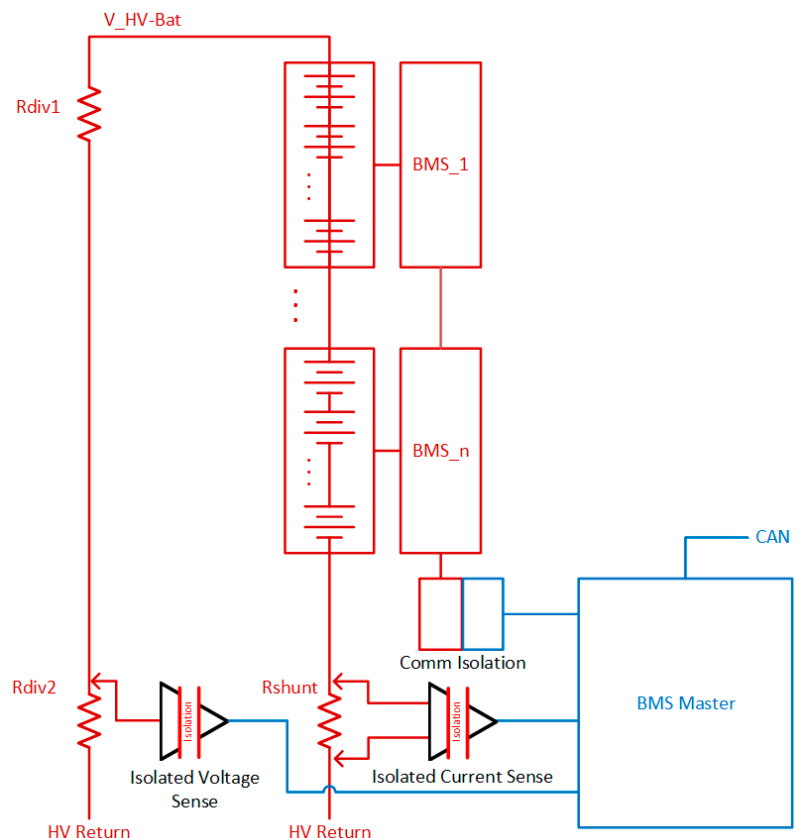 V_HV-Bat
Rdiv1
BMS_1
BMS_n
CAN
Comm Isolation
Rdiv2
Isolation
Rshunt
Isolation
BMS Master
Isolated Voltage
Sense
Isolated Current Sense
HV Return
HV Return